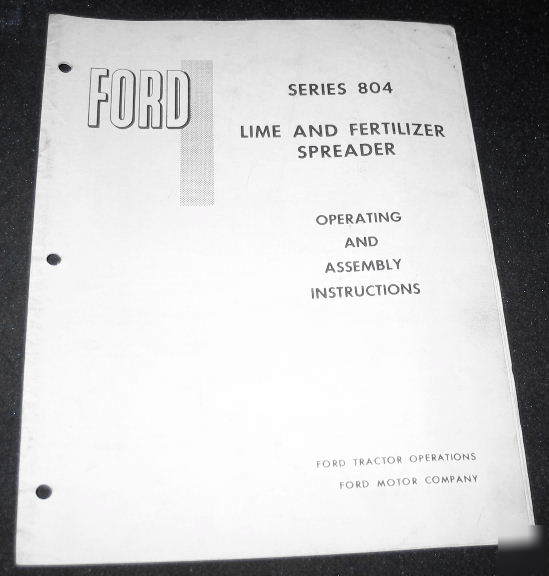 FORD
SERIES 804
LIME AND FERTILIZER
SPREADER
OPERATING
AND
ASSEMBLY
INSTRUCTIONS
FORD TRACTOR OPERATIONS
FORD MOTOR COMPANY